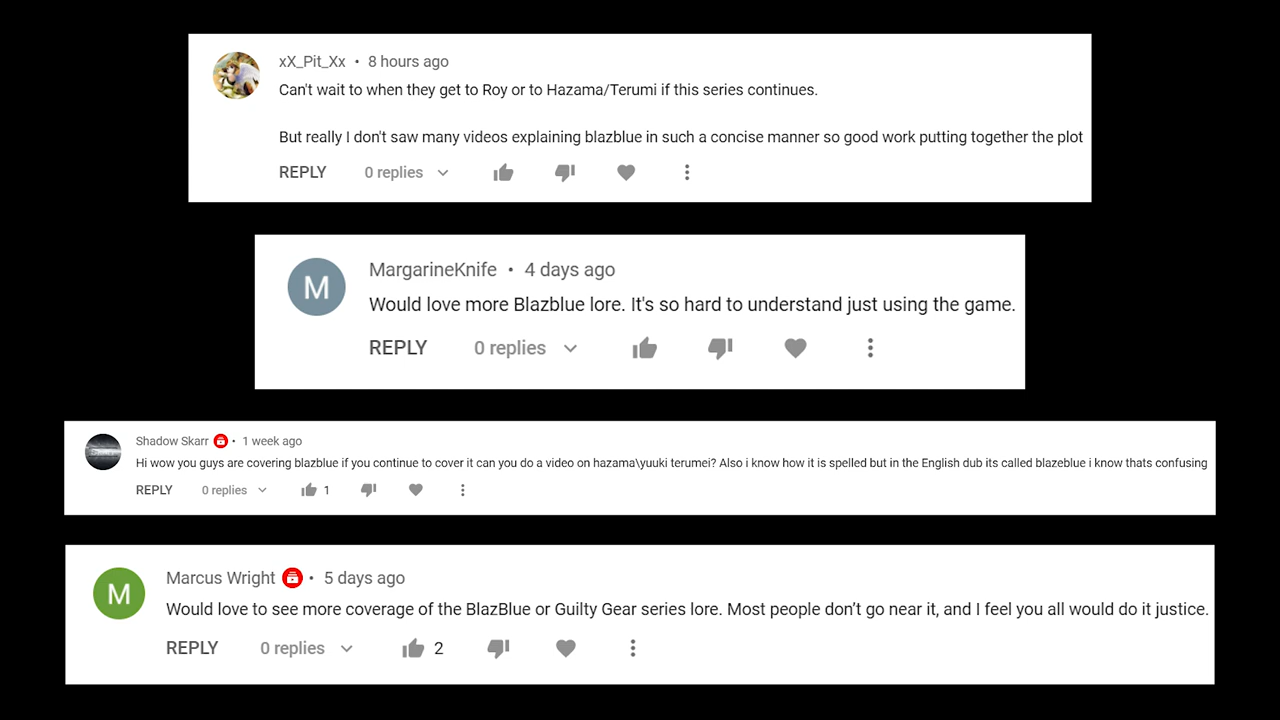 xX_Pit_Xx • 8 hours ago
Can't wait to when they get to Roy or to Hazama/Terumi if this series continues.
But really I don't saw many videos explaining blazblue in such a concise manner so good work putting together the plot
REPLY 0 replies
M
MargarineKnife • 4 days ago
Would love more Blazblue lore. It's so hard to understand just using the game.
REPLY 0 replies
Shadow Skarr • 1 week ago
Hi wow you guys are covering blazblue if you continue to cover it can you do a video on hazama\yuuki terumei? Also i know how it is spelled but in the English dub its called blazeblue i know thats confusing
REPLY 0 replies 1
M
Marcus Wright • 5 days ago
Would love to see more coverage of the BlazBlue or Guilty Gear series lore. Most people don’t go near it, and I feel you all would do it justice.
REPLY 0 replies 2